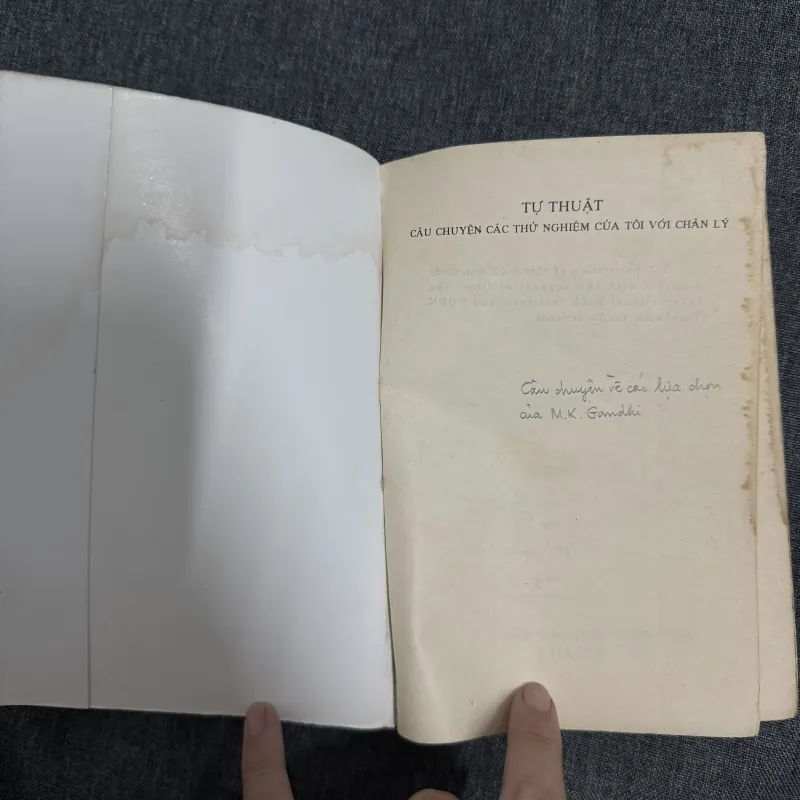 TỰ THUẬT
CÂU CHUYỆN CÁC THỬ NGHIỆM CỦA TÔI VỚI CHÂN LÝ
Câu chuyện về các lựa chọn
của M.K. Gandhi